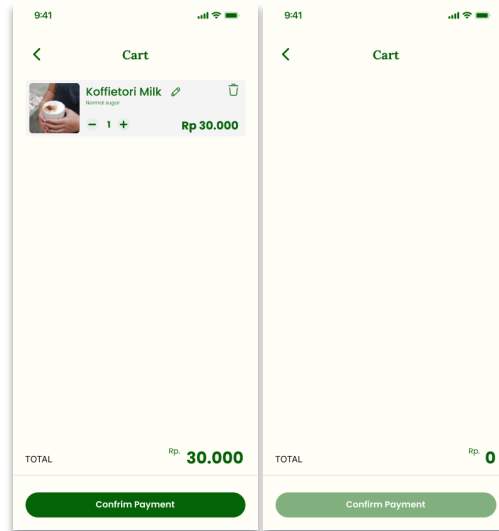 9:41
Cart
Koffietori Milk
Normal sugar
1
Rp 30.000
TOTAL
Rp. 30.000
Confrim Payment
9:41
Cart
TOTAL
Rp. 0
Confirm Payment